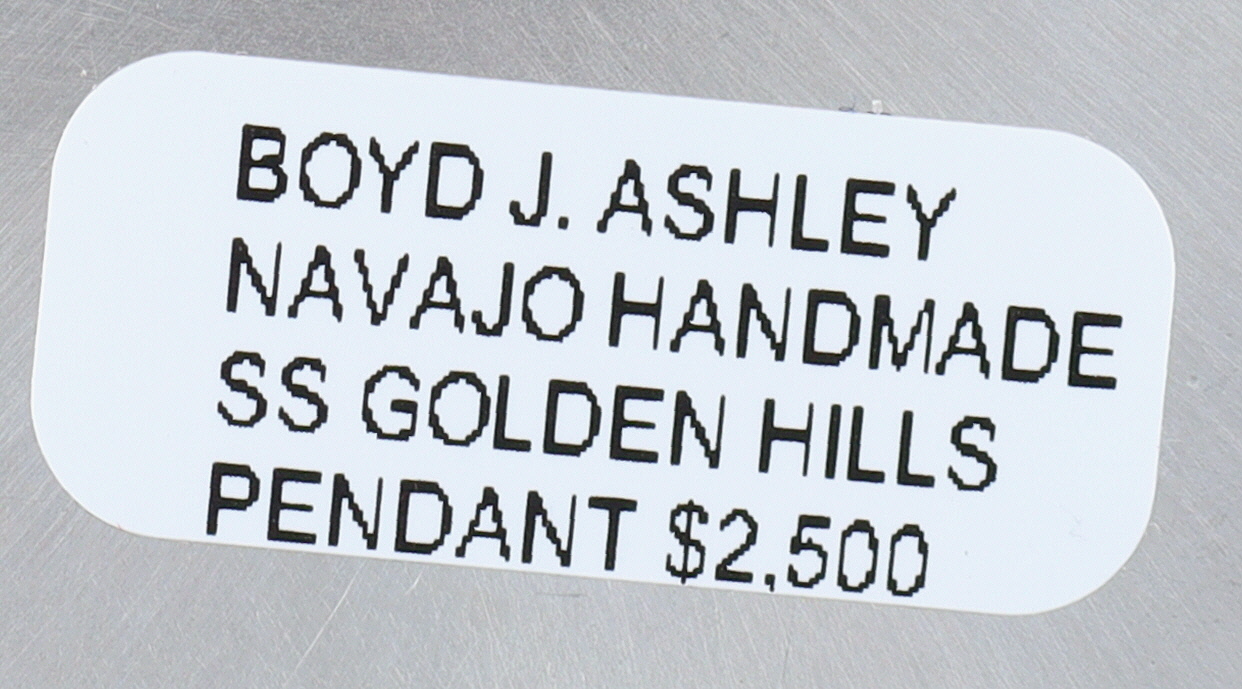 BOYD J. ASHLEY
NAVAJO HANDMADE
SS GOLDEN HILLS
PENDANT $2,500